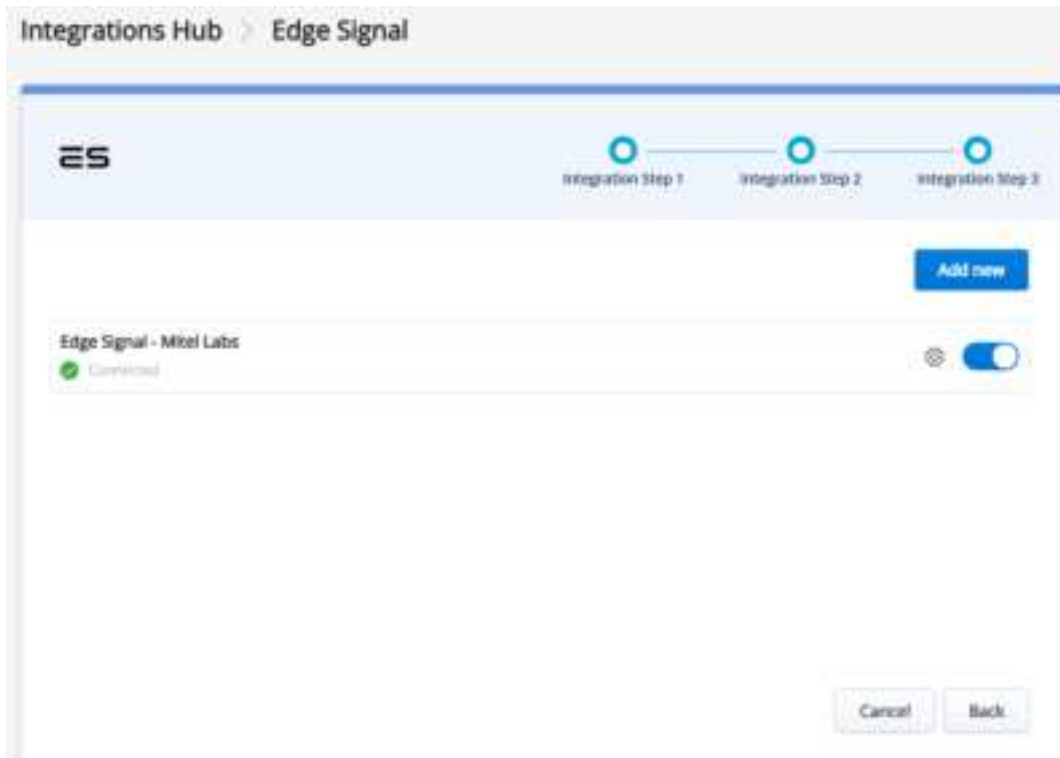 Integrations Hub > Edge Signal
ES
Integration Step 1
Integration Step 2
Integration Step 3
Add new
Edge Signal - Mitel Labs
Connected
Cancel
Back